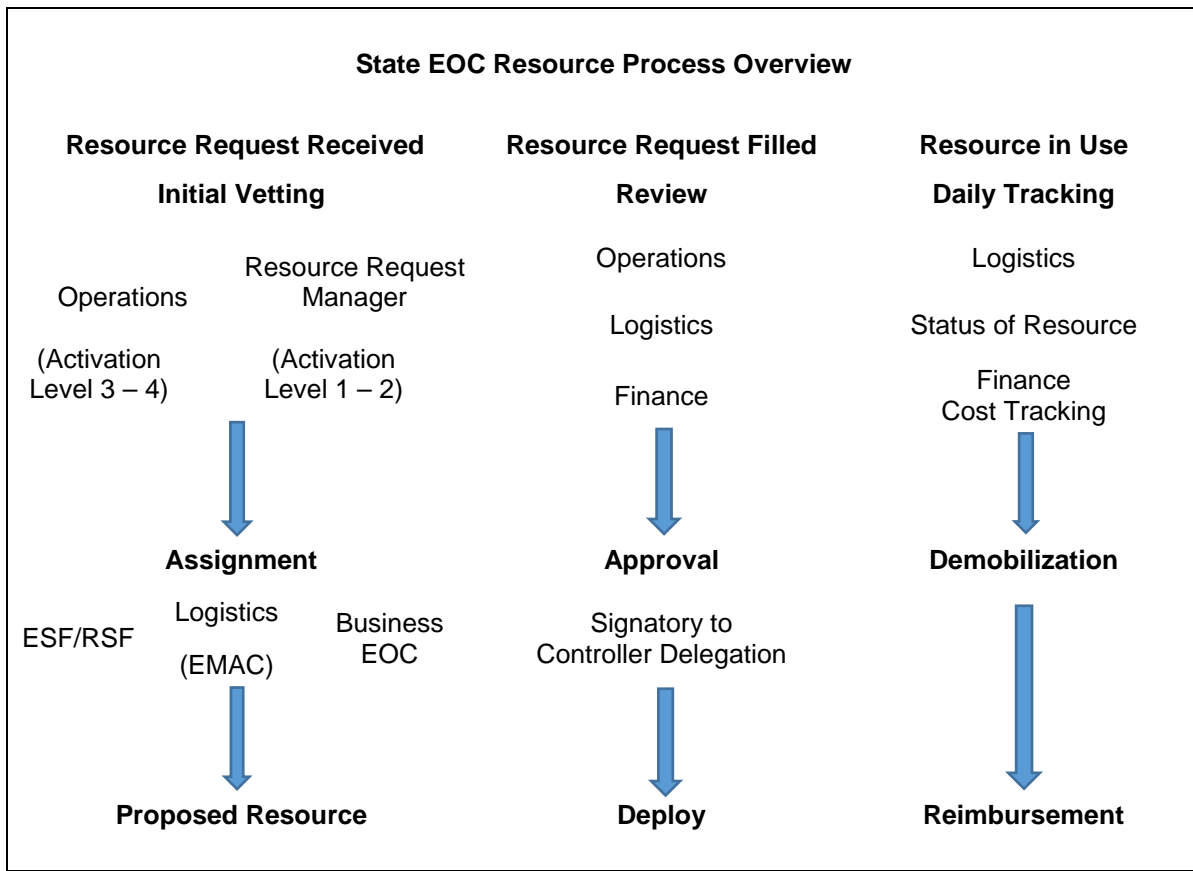 State EOC Resource Process Overview
Resource Request Received
Initial Vetting
Operations
(Activation
Level 3 – 4)
Resource Request
Manager
(Activation
Level 1 – 2)
Assignment
ESF/RSF
Logistics
(EMAC)
Business
EOC
Proposed Resource
Resource Request Filled
Review
Operations
Logistics
Finance
Approval
Signatory to
Controller Delegation
Deploy
Resource in Use
Daily Tracking
Logistics
Status of Resource
Finance
Cost Tracking
Demobilization
Reimbursement